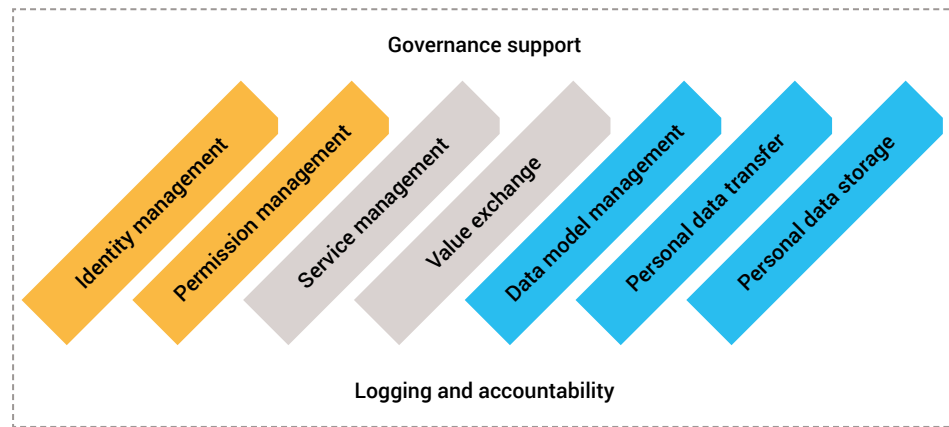 Governance support
Identity management
Permission management
Service management
Value exchange
Data model management
Personal data transfer
Personal data storage
Logging and accountability